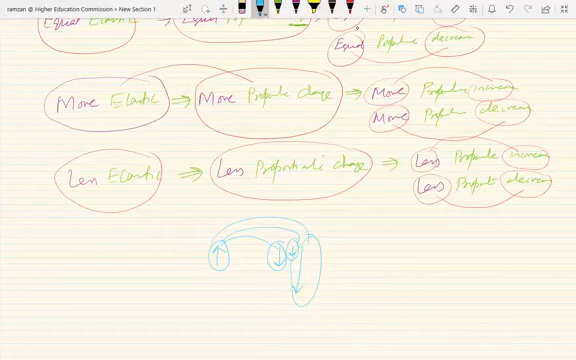 ramzan @ Higher Education Commission » New Section 1
Equal Elastic ⇒ Equal
Equal Proportionate decrease
More Elastic ⇒ More Proportionate change ⇒ More Proportionate increase
More Proportionate decrease
Less Elastic ⇒ Less Proportionate change ⇒ Less Proportionate increase
Less Proportionate decrease